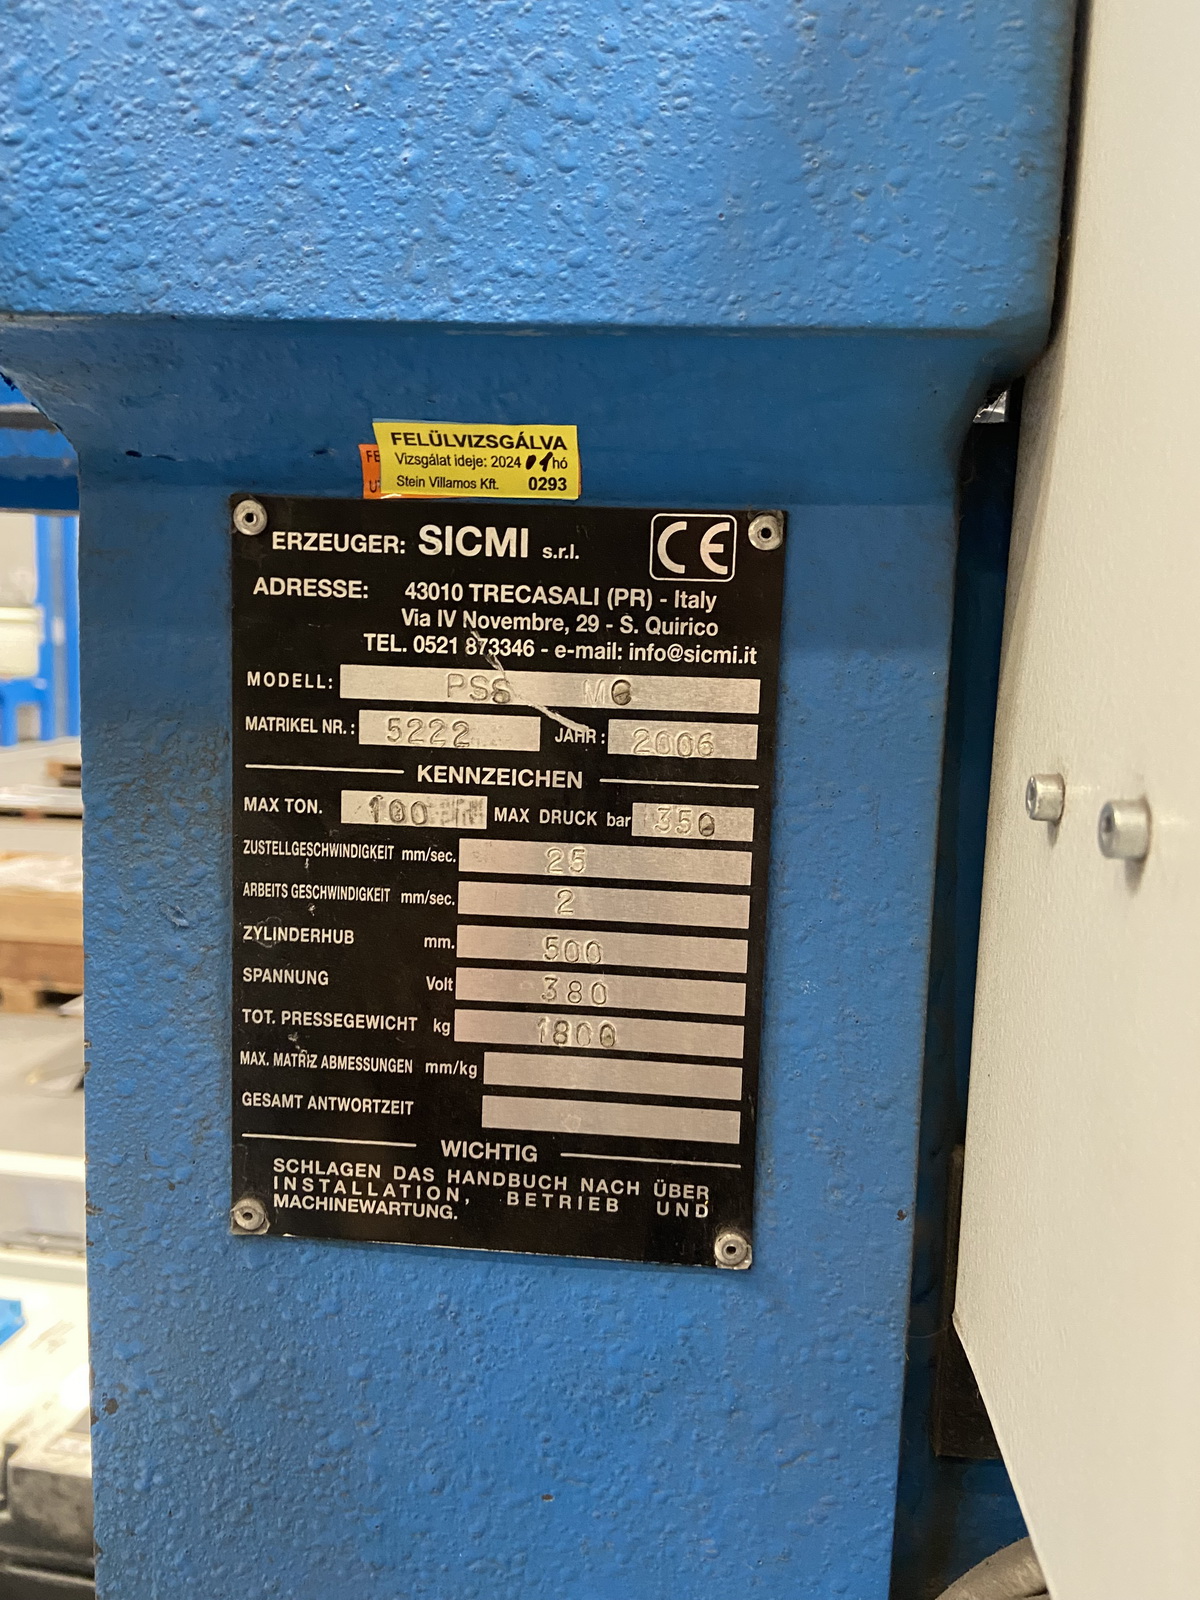 FELÜLVIZSGÁLVA
Vizsgálat ideje: 2024 01 hó
Stein Villamos Kft. 0293
FE
U
ERZEUGER: SICMI s.r.l. CE
ADRESSE: 43010 TRECASALI (PR) - Italy
Via IV Novembre, 29 - S. Quirico
TEL. 0521 873346 - e-mail: info@sicmi.it
MODELL: PSS
MATRIKEL NR.: 5222 JAHR: 2006
KENNZEICHEN
MAX TON. 100 MAX DRUCK bar 350
ZUSTELLGESCHWINDIGKEIT mm/sec. 25
ARBEITS GESCHWINDIGKEIT mm/sec. 2
ZYLINDERHUB mm. 500
SPANNUNG Volt 380
TOT. PRESSEGEWICHT kg 1800
MAX. MATRIZ ABMESSUNGEN mm/kg
GESAMT ANTWORTZEIT
WICHTIG
SCHLAGEN DAS HANDBUCH NACH ÜBER
INSTALLATION, BETRIEB UND
MACHINEWARTUNG.